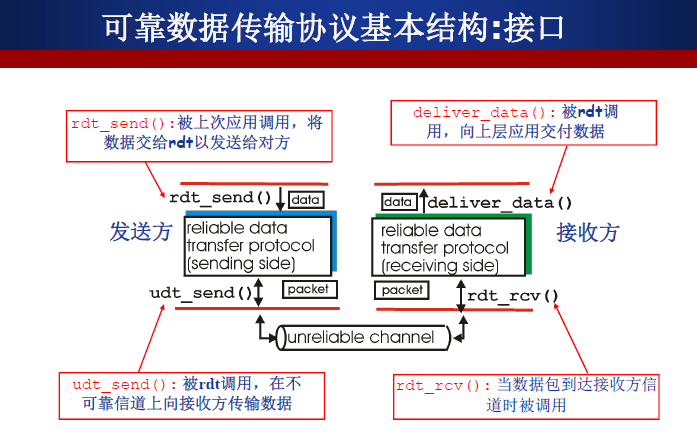 可靠数据传输协议基本结构:接口
rdt_send():被上次应用调用，将
数据交给rdt以发送给对方
deliver_data(): 被rdt调
用，向上层应用交付数据
rdt_send()
data
data
deliver_data()
发送方
reliable data
transfer protocol
(sending side)
reliable data
transfer protocol
(receiving side)
接收方
udt_send()
packet
packet
rdt_rcv()
unreliable channel
udt_send(): 被rdt调用，在不
可靠信道上向接收方传输数据
rdt_rcv(): 当数据包到达接收方信
道时被调用